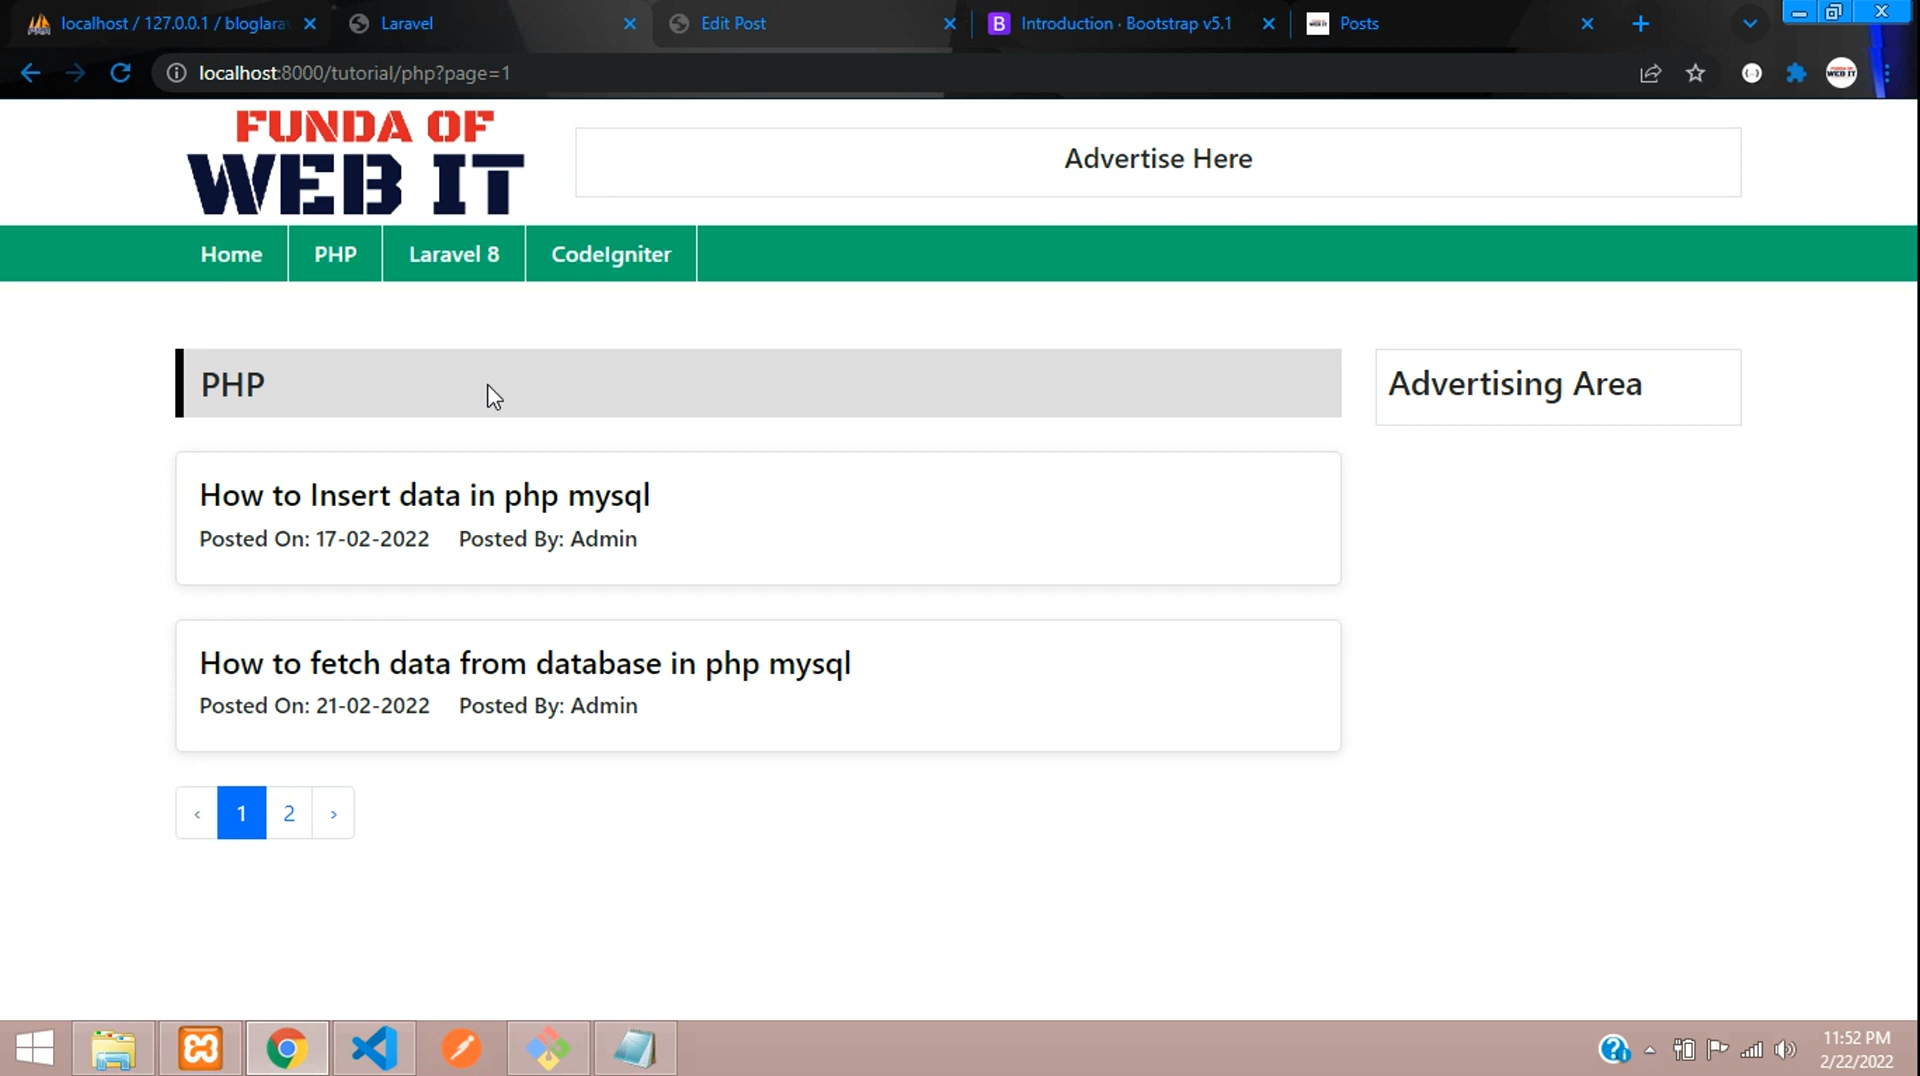 localhost / 127.0.0.1 / bloglarav
Laravel
Edit Post
B
Introduction · Bootstrap v5.1
Posts
localhost:8000/tutorial/php?page=1
FUNDA OF
WEB IT
Advertise Here
Home
PHP
Laravel 8
CodeIgniter
PHP
Advertising Area
How to Insert data in php mysql
Posted On: 17-02-2022 Posted By: Admin
How to fetch data from database in php mysql
Posted On: 21-02-2022 Posted By: Admin
‹ 1 2 ›
11:52 PM
2/22/2022